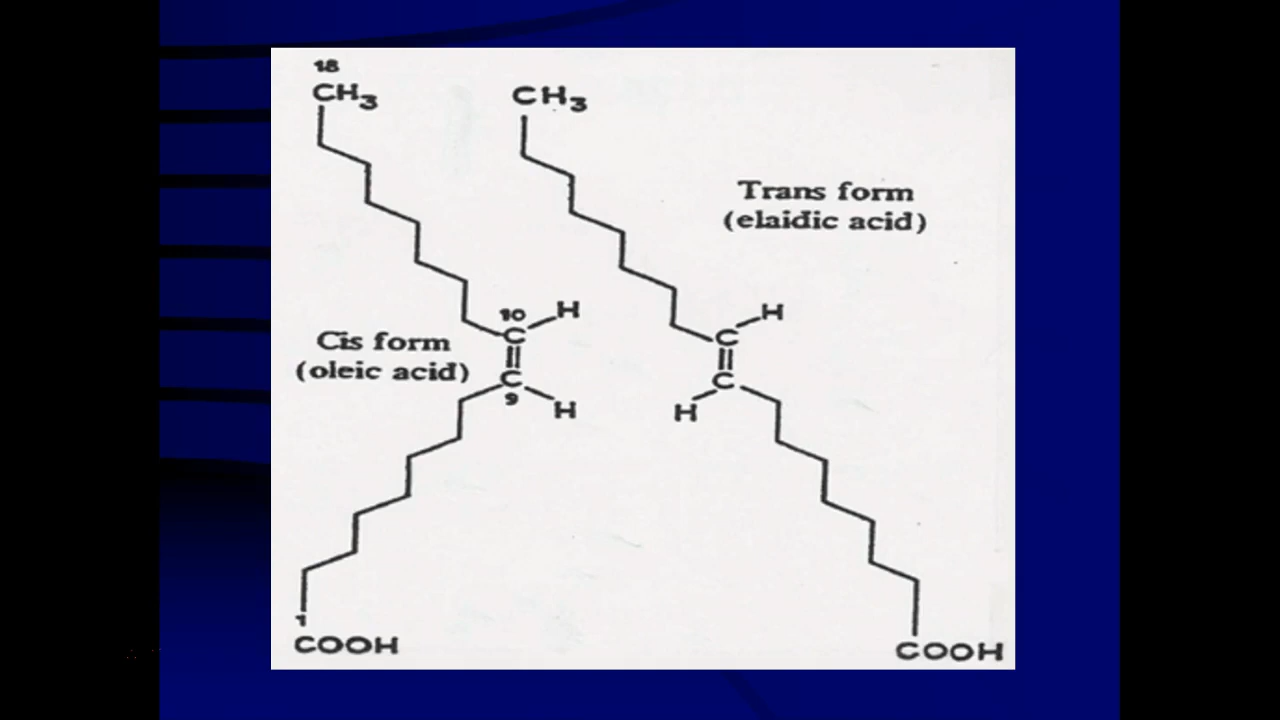 18
CH3
CH3
Trans form
(elaidic acid)
10
H
H
Cis form
(oleic acid)
C
C
C
C
9
H
H
1
COOH
COOH